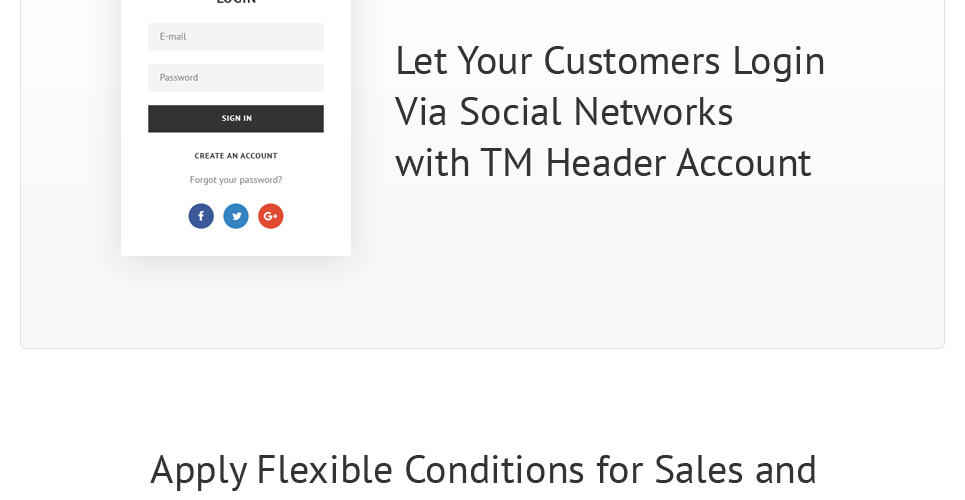 LOGIN
E-mail
Password
SIGN IN
CREATE AN ACCOUNT
Forgot your password?
Let Your Customers Login
Via Social Networks
with TM Header Account
Apply Flexible Conditions for Sales and